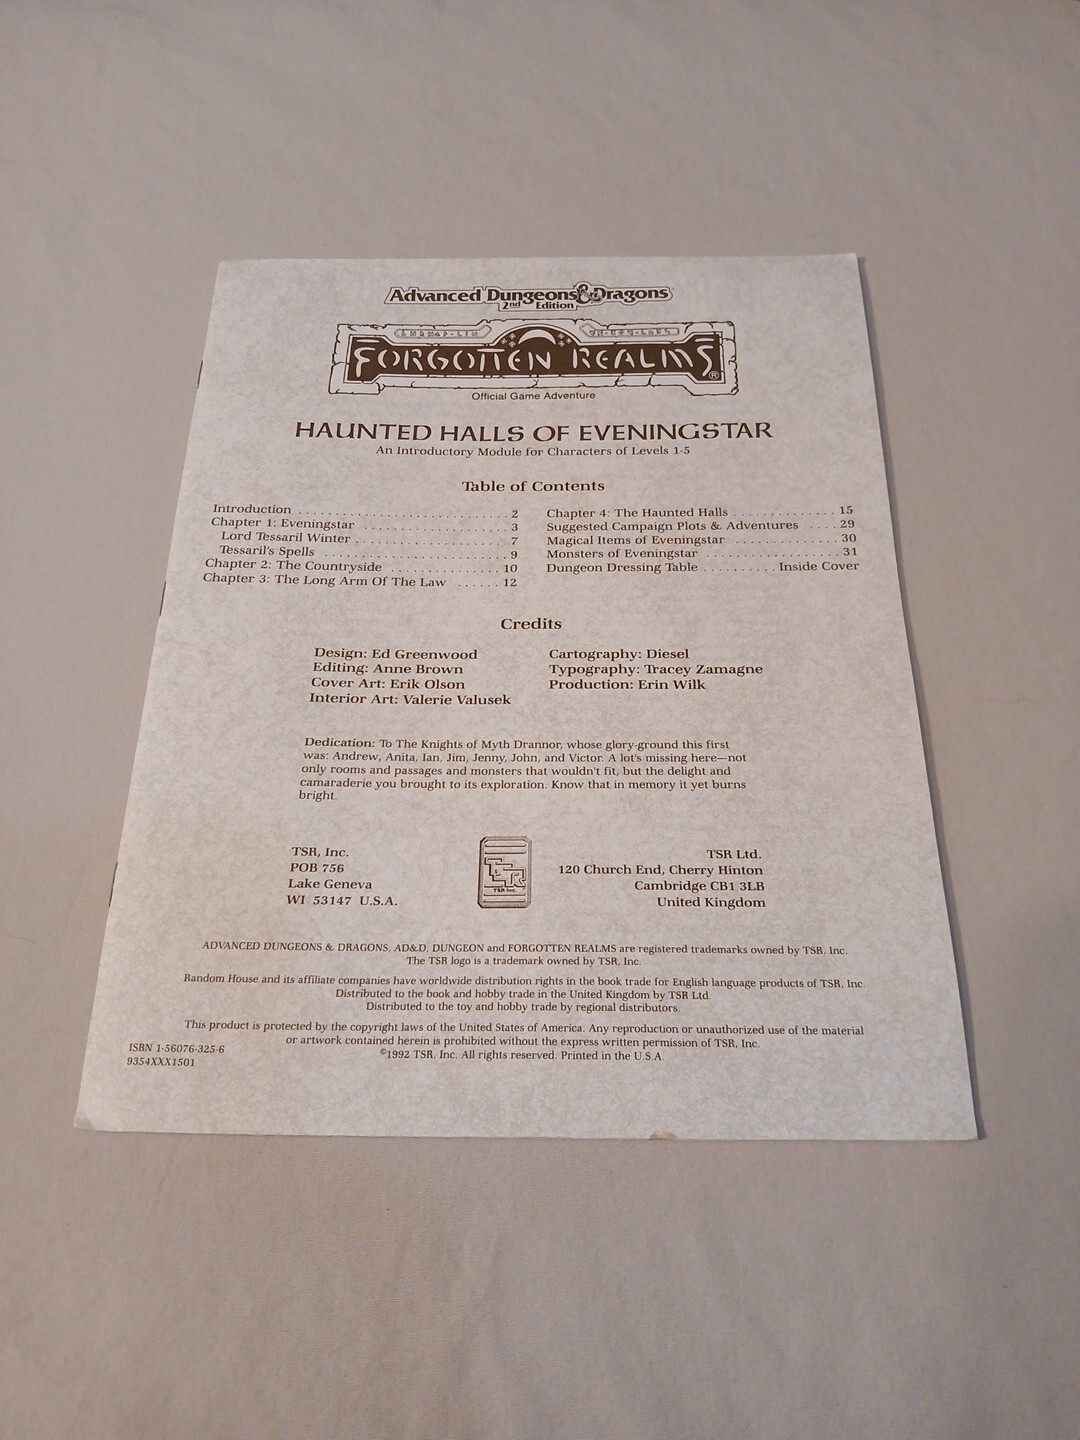 Advanced Dungeons & Dragons®
2nd Edition
FORGOTTEN REALMS®
Official Game Adventure
HAUNTED HALLS OF EVENINGSTAR
An Introductory Module for Characters of Levels 1-5
Table of Contents
Introduction . . . . . . . . . . . . . . . . . . . . . . . . . . . . 2
Chapter 1: Eveningstar . . . . . . . . . . . . . . . . . . . 3
Lord Tessaril Winter . . . . . . . . . . . . . . . . . . . . 7
Tessaril's Spells . . . . . . . . . . . . . . . . . . . . . . . . 9
Chapter 2: The Countryside . . . . . . . . . . . . . . 10
Chapter 3: The Long Arm Of The Law . . . . . . 12
Chapter 4: The Haunted Halls . . . . . . . . . . . . . 15
Suggested Campaign Plots & Adventures . . . . 29
Magical Items of Eveningstar . . . . . . . . . . . . . 30
Monsters of Eveningstar . . . . . . . . . . . . . . . . . 31
Dungeon Dressing Table . . . . . . . . . . Inside Cover
Credits
Design: Ed Greenwood
Editing: Anne Brown
Cover Art: Erik Olson
Interior Art: Valerie Valusek
Cartography: Diesel
Typography: Tracey Zamagne
Production: Erin Wilk
Dedication: To The Knights of Myth Drannor, whose glory-ground this first
was: Andrew, Anita, Ian, Jim, Jenny, John, and Victor. A lot's missing here—not
only rooms and passages and monsters that wouldn't fit, but the delight and
camaraderie you brought to its exploration. Know that in memory it yet burns
bright.
TSR, Inc.
POB 756
Lake Geneva
WI 53147 U.S.A.
TSR
TSR Inc.
TSR Ltd.
120 Church End, Cherry Hinton
Cambridge CB1 3LB
United Kingdom
ADVANCED DUNGEONS & DRAGONS, AD&D, DUNGEON and FORGOTTEN REALMS are registered trademarks owned by TSR, Inc.
The TSR logo is a trademark owned by TSR, Inc.
Random House and its affiliate companies have worldwide distribution rights in the book trade for English language products of TSR, Inc.
Distributed to the book and hobby trade in the United Kingdom by TSR Ltd.
Distributed to the toy and hobby trade by regional distributors.
This product is protected by the copyright laws of the United States of America. Any reproduction or unauthorized use of the material
or artwork contained herein is prohibited without the express written permission of TSR, Inc.
©1992 TSR, Inc. All rights reserved. Printed in the U.S.A.
ISBN 1-56076-325-6
9354XXX1501